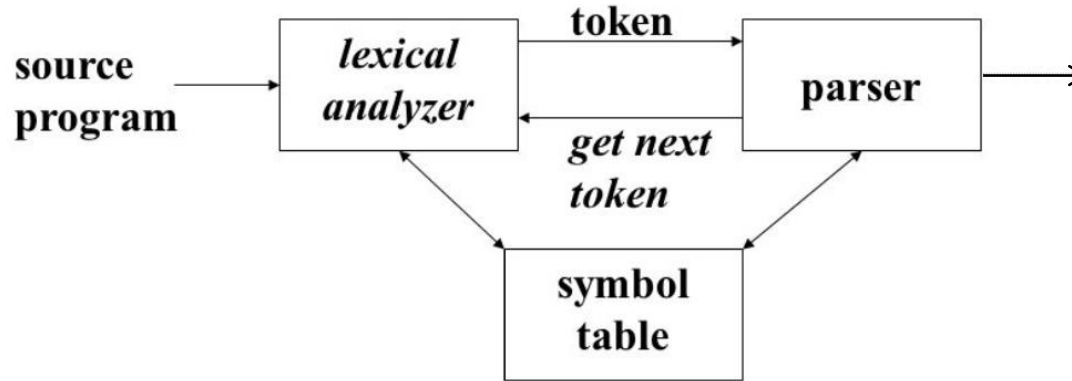 source
program
lexical
analyzer
token
get next
token
parser
symbol
table